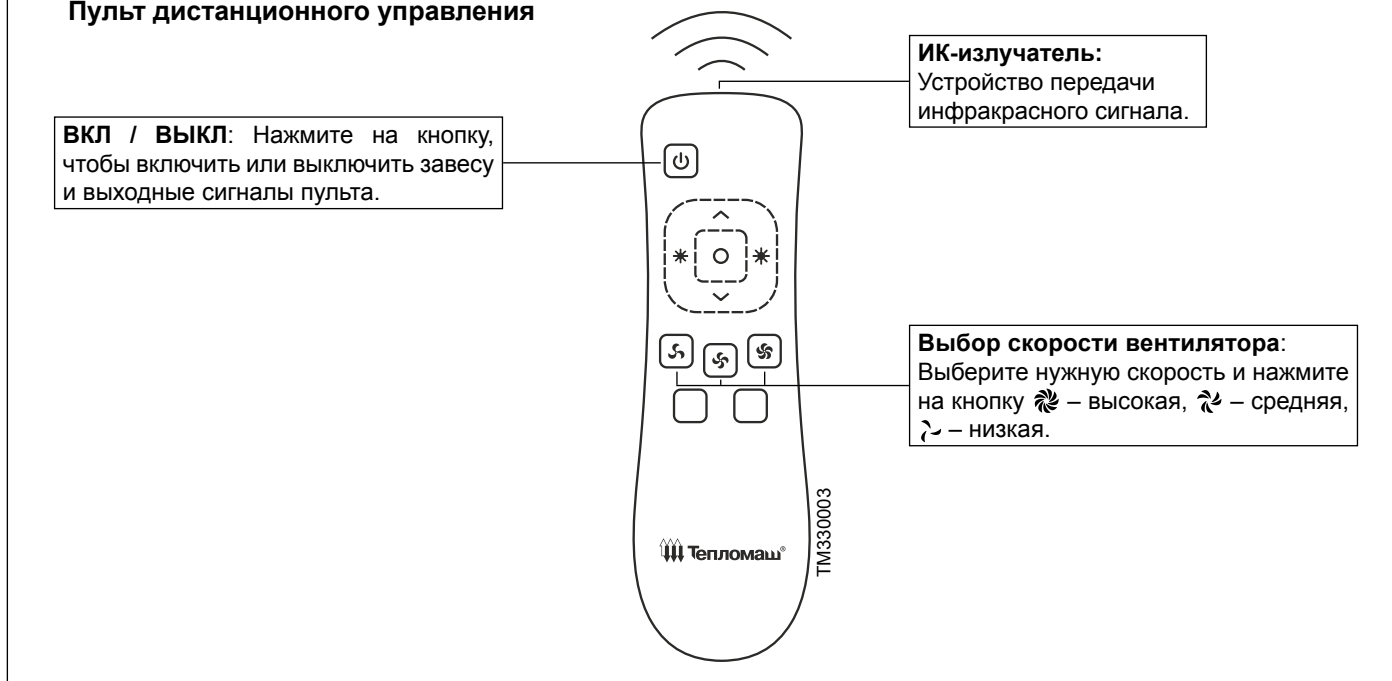 Пульт дистанционного управления
ИК-излучатель:
Устройство передачи
инфракрасного сигнала.
ВКЛ / ВЫКЛ: Нажмите на кнопку,
чтобы включить или выключить завесу
и выходные сигналы пульта.
Выбор скорости вентилятора:
Выберите нужную скорость и нажмите
на кнопку – высокая, – средняя,
– низкая.
TM330003
Тепломаш®